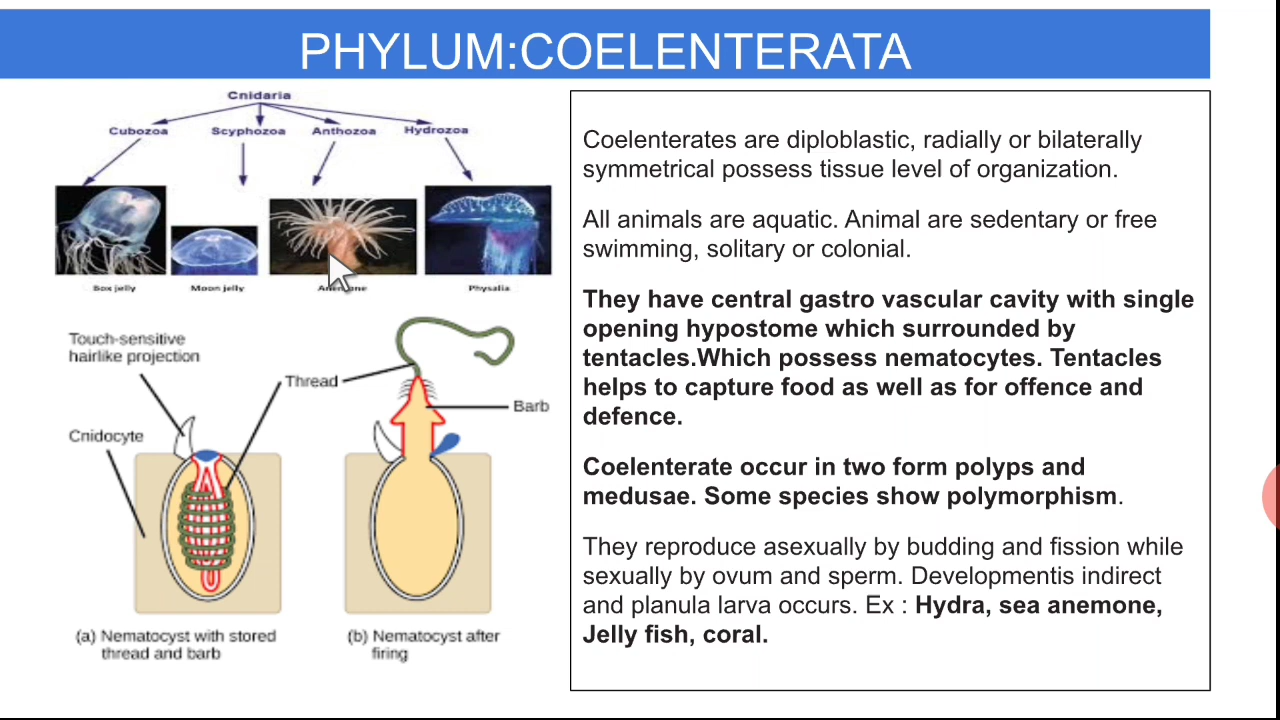 PHYLUM:COELENTERATA
Cnidaria
Cubozoa
Scyphozoa
Anthozoa
Hydrozoa
Box jelly
Moon jelly
Anemone
Physalia
Touch-sensitive
hairlike projection
Thread
Barb
Cnidocyte
(a) Nematocyst with stored
thread and barb
(b) Nematocyst after
firing
Coelenterates are diploblastic, radially or bilaterally
symmetrical possess tissue level of organization.
All animals are aquatic. Animal are sedentary or free
swimming, solitary or colonial.
They have central gastro vascular cavity with single
opening hypostome which surrounded by
tentacles.Which possess nematocytes. Tentacles
helps to capture food as well as for offence and
defence.
Coelenterate occur in two form polyps and
medusae. Some species show polymorphism.
They reproduce asexually by budding and fission while
sexually by ovum and sperm. Developmentis indirect
and planula larva occurs. Ex : Hydra, sea anemone,
Jelly fish, coral.